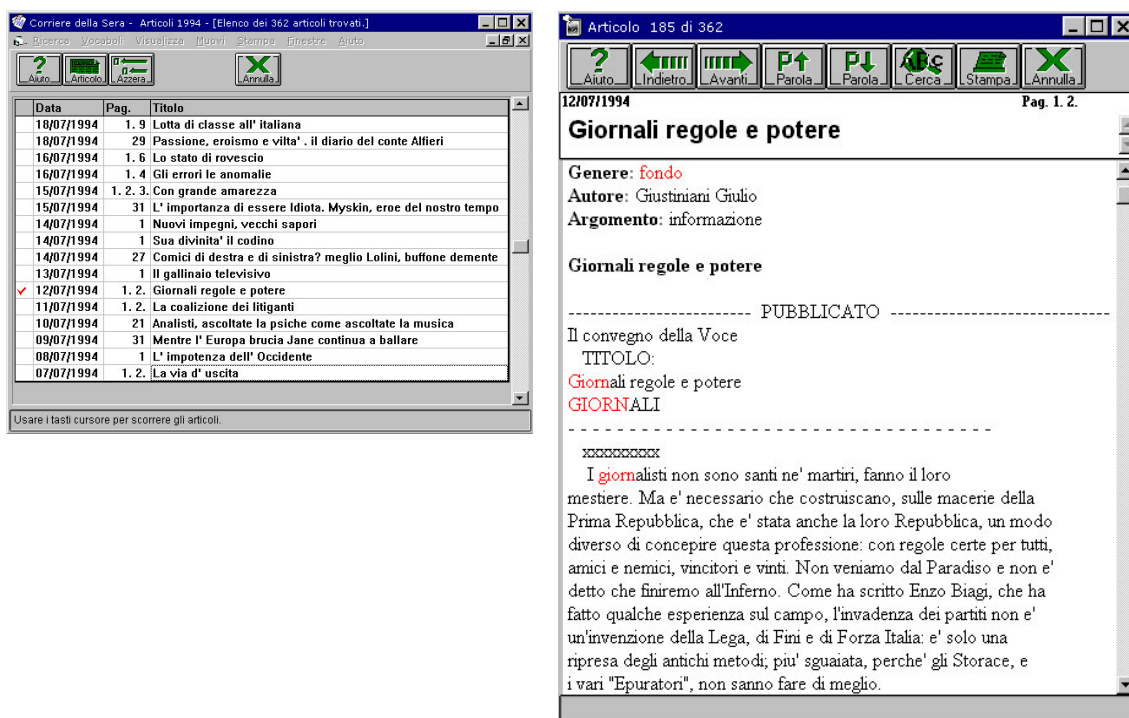 Corriere della Sera - Articoli 1994 - [Elenco dei 362 articoli trovati.]
Ricerca Vocaboli Visualizza Muovi Stampa Finestre Aiuto
Aiuto Articolo Azzera Annulla
Data Pag. Titolo
18/07/1994 1. 9 Lotta di classe all' italiana
18/07/1994 29 Passione, eroismo e vilta' . il diario del conte Alfieri
16/07/1994 1. 6 Lo stato di rovescio
16/07/1994 1. 4 Gli errori le anomalie
15/07/1994 1. 2. 3. Con grande amarezza
15/07/1994 31 L' importanza di essere Idiota. Myskin, eroe del nostro tempo
14/07/1994 1 Nuovi impegni, vecchi sapori
14/07/1994 1 Sua divinita' il codino
14/07/1994 27 Comici di destra e di sinistra? meglio Lolini, buffone demente
13/07/1994 1 Il gallinaio televisivo
12/07/1994 1. 2. Giornali regole e potere
11/07/1994 1. 2. La coalizione dei litiganti
10/07/1994 21 Analisti, ascoltate la psiche come ascoltate la musica
09/07/1994 31 Mentre l' Europa brucia Jane continua a ballare
08/07/1994 1 L' impotenza dell' Occidente
07/07/1994 1. 2. La via d' uscita
Usare i tasti cursore per scorrere gli articoli.
Articolo 185 di 362
Aiuto Indietro Avanti Parola Parola Cerca Stampa Annulla
12/07/1994 Pag. 1. 2.
Giornali regole e potere
Genere: fondo
Autore: Giustiniani Giulio
Argomento: informazione
Giornali regole e potere
------------------------- PUBBLICATO --------------------------------
Il convegno della Voce
TITOLO:
Giornali regole e potere
GIORNALI
- - - - - - - - - - - - - - - - - - - - - - - - - - - - - - - - - - - -
xxxxxxxxx
I giornalisti non sono santi ne' martiri, fanno il loro
mestiere. Ma e' necessario che costruiscano, sulle macerie della
Prima Repubblica, che e' stata anche la loro Repubblica, un modo
diverso di concepire questa professione: con regole certe per tutti,
amici e nemici, vincitori e vinti. Non veniamo dal Paradiso e non e'
detto che finiremo all'Inferno. Come ha scritto Enzo Biagi, che ha
fatto qualche esperienza sul campo, l'invadenza dei partiti non e'
un'invenzione della Lega, di Fini e di Forza Italia: e' solo una
ripresa degli antichi metodi; piu' sguaiata, perche' gli Storace, e
i vari "Epuratori", non sanno fare di meglio.